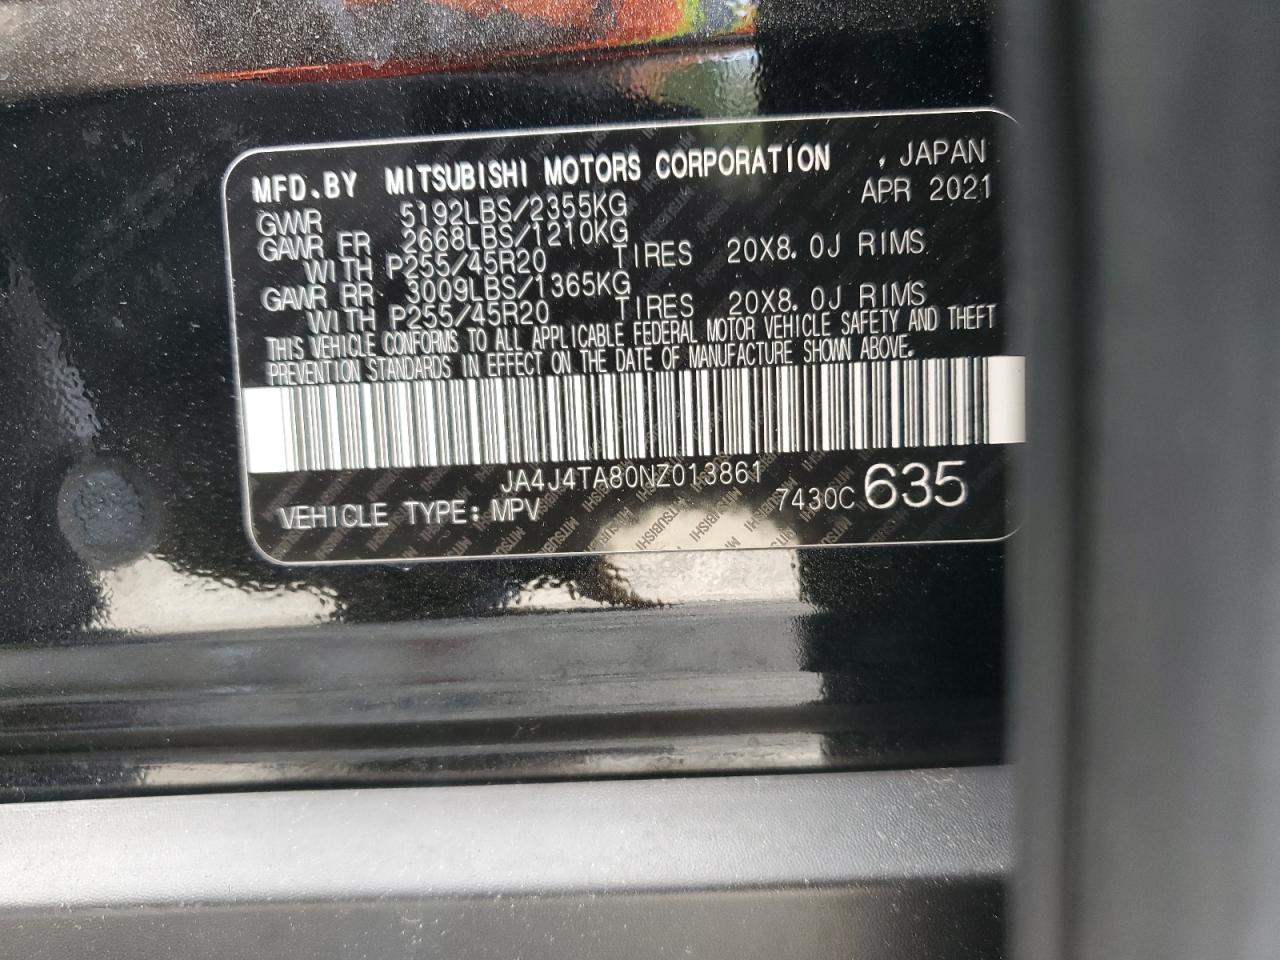 MFD.BY MITSUBISHI MOTORS CORPORATION , JAPAN
APR 2021
GVWR 5192LBS/2355KG
GAWR FR 2668LBS/1210KG
WITH P255/45R20 TIRES 20X8.0J RIMS
GAWR RR 3009LBS/1365KG
WITH P255/45R20 TIRES 20X8.0J RIMS
THIS VEHICLE CONFORMS TO ALL APPLICABLE FEDERAL MOTOR VEHICLE SAFETY AND THEFT
PREVENTION STANDARDS IN EFFECT ON THE DATE OF MANUFACTURE SHOWN ABOVE.
JA4J4TA80NZ013861
VEHICLE TYPE: MPV 7430C 635